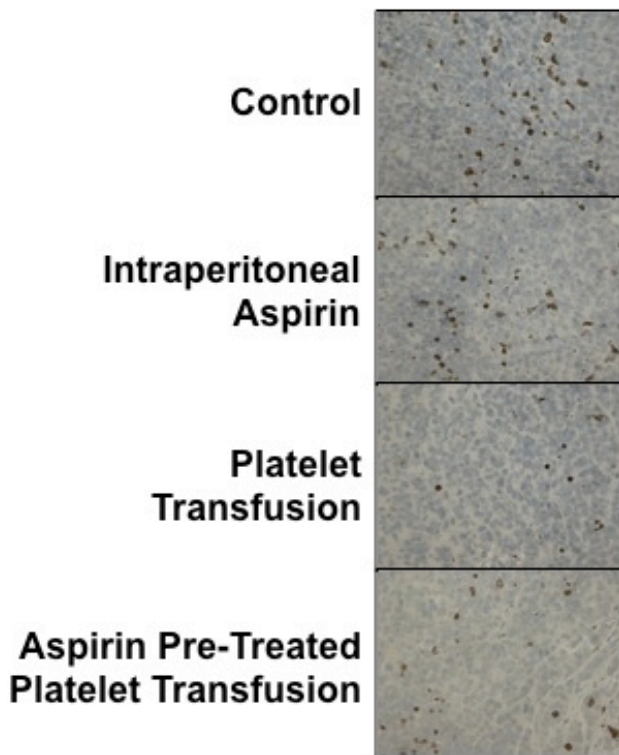 Control
Intraperitoneal
Aspirin
Platelet
Transfusion
Aspirin Pre-Treated
Platelet Transfusion